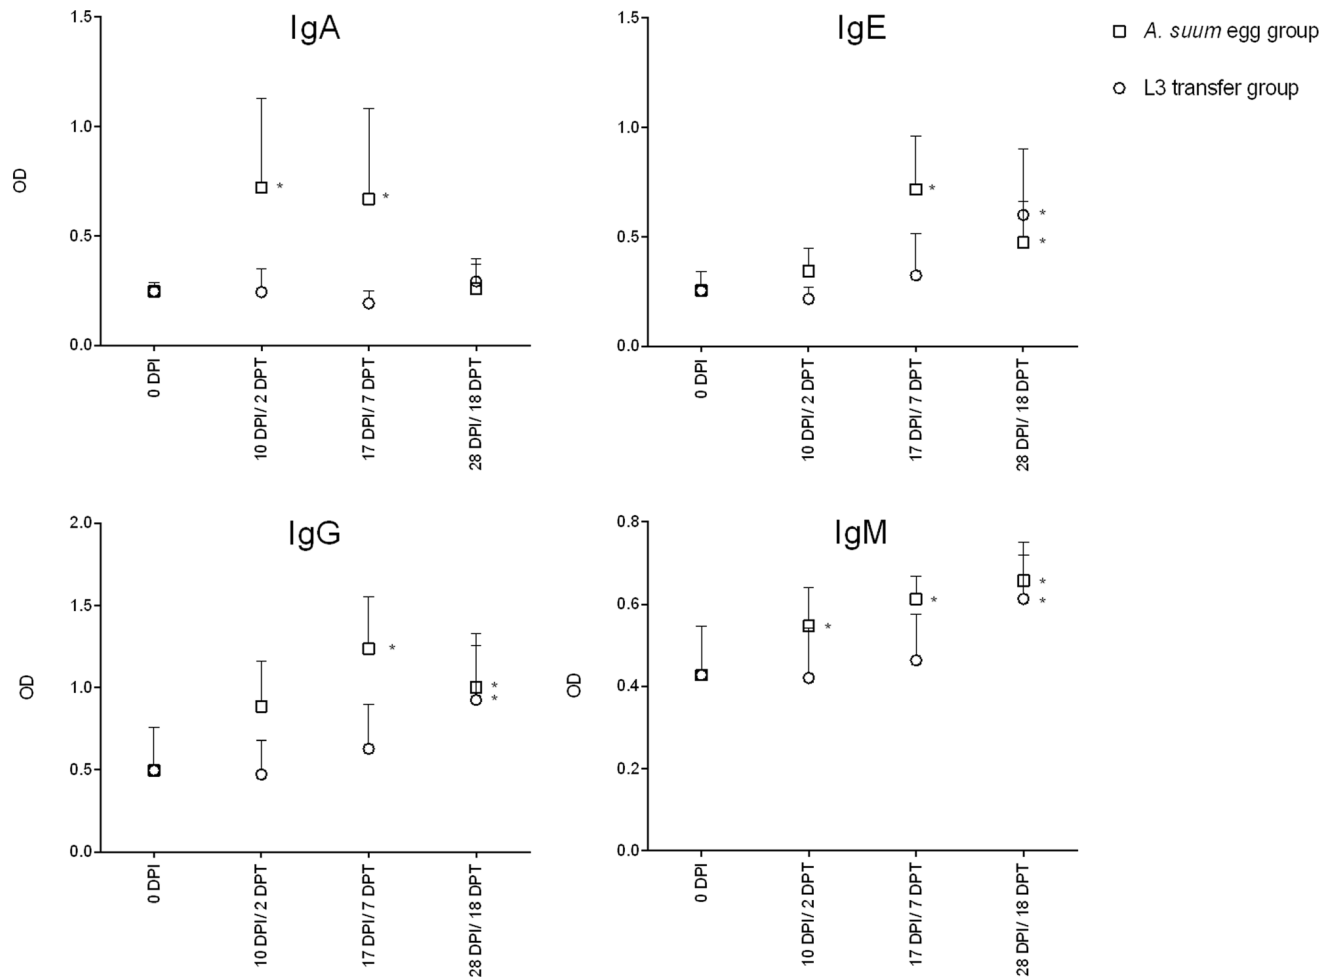 IgA
1.5
1.0
0.5
0.0
OD
0 DPI
10 DPI/ 2 DPT
17 DPI/ 7 DPT
28 DPI/ 18 DPT
*
*
IgE
1.5
1.0
0.5
0.0
0 DPI
10 DPI/ 2 DPT
17 DPI/ 7 DPT
28 DPI/ 18 DPT
*
*
*
A. suum egg group
L3 transfer group
IgG
2.0
1.5
1.0
0.5
0.0
OD
0 DPI
10 DPI/ 2 DPT
17 DPI/ 7 DPT
28 DPI/ 18 DPT
*
*
*
IgM
0.8
0.6
0.4
0.2
0.0
OD
0 DPI
10 DPI/ 2 DPT
17 DPI/ 7 DPT
28 DPI/ 18 DPT
*
*
*
*